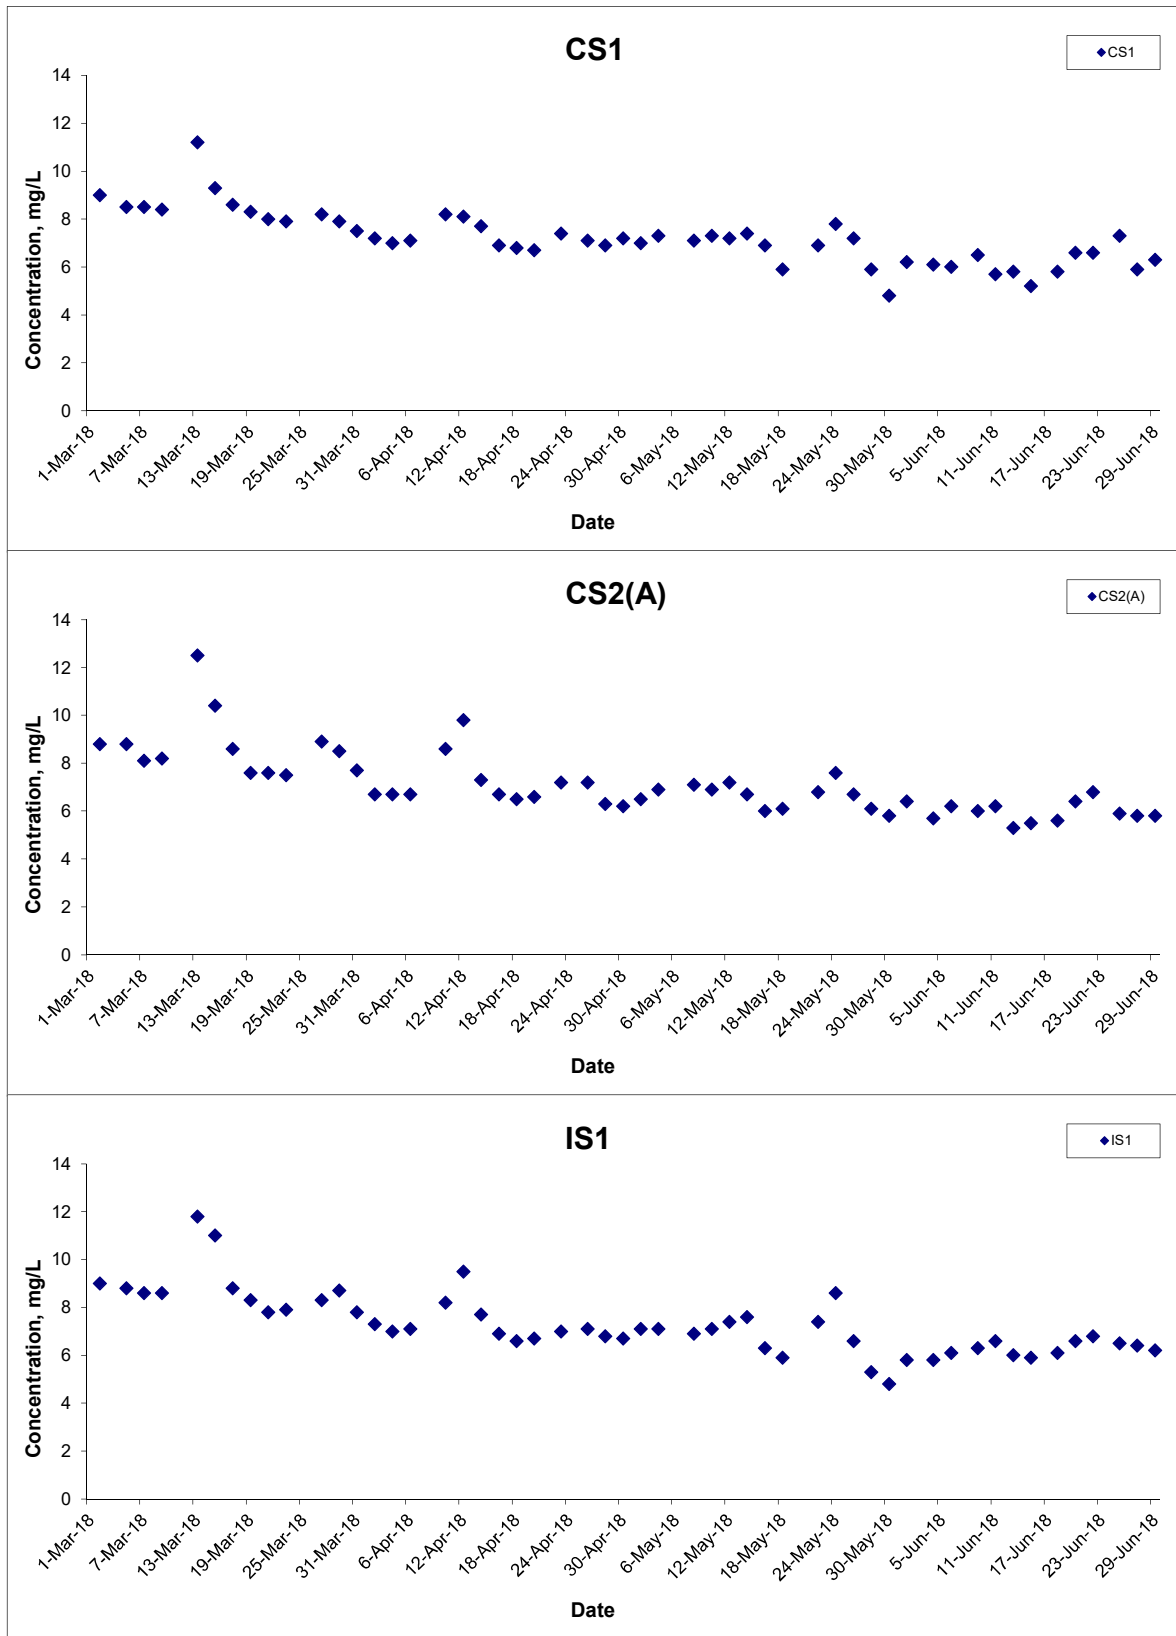 CS1
CS1
14
12
10
8
6
4
2
0
Concentration, mg/L
1-Mar-18
7-Mar-18
13-Mar-18
19-Mar-18
25-Mar-18
31-Mar-18
6-Apr-18
12-Apr-18
18-Apr-18
24-Apr-18
30-Apr-18
6-May-18
12-May-18
18-May-18
24-May-18
30-May-18
5-Jun-18
11-Jun-18
17-Jun-18
23-Jun-18
29-Jun-18
Date
CS2(A)
CS2(A)
14
12
10
8
6
4
2
0
Concentration, mg/L
1-Mar-18
7-Mar-18
13-Mar-18
19-Mar-18
25-Mar-18
31-Mar-18
6-Apr-18
12-Apr-18
18-Apr-18
24-Apr-18
30-Apr-18
6-May-18
12-May-18
18-May-18
24-May-18
30-May-18
5-Jun-18
11-Jun-18
17-Jun-18
23-Jun-18
29-Jun-18
Date
IS1
IS1
14
12
10
8
6
4
2
0
Concentration, mg/L
1-Mar-18
7-Mar-18
13-Mar-18
19-Mar-18
25-Mar-18
31-Mar-18
6-Apr-18
12-Apr-18
18-Apr-18
24-Apr-18
30-Apr-18
6-May-18
12-May-18
18-May-18
24-May-18
30-May-18
5-Jun-18
11-Jun-18
17-Jun-18
23-Jun-18
29-Jun-18
Date